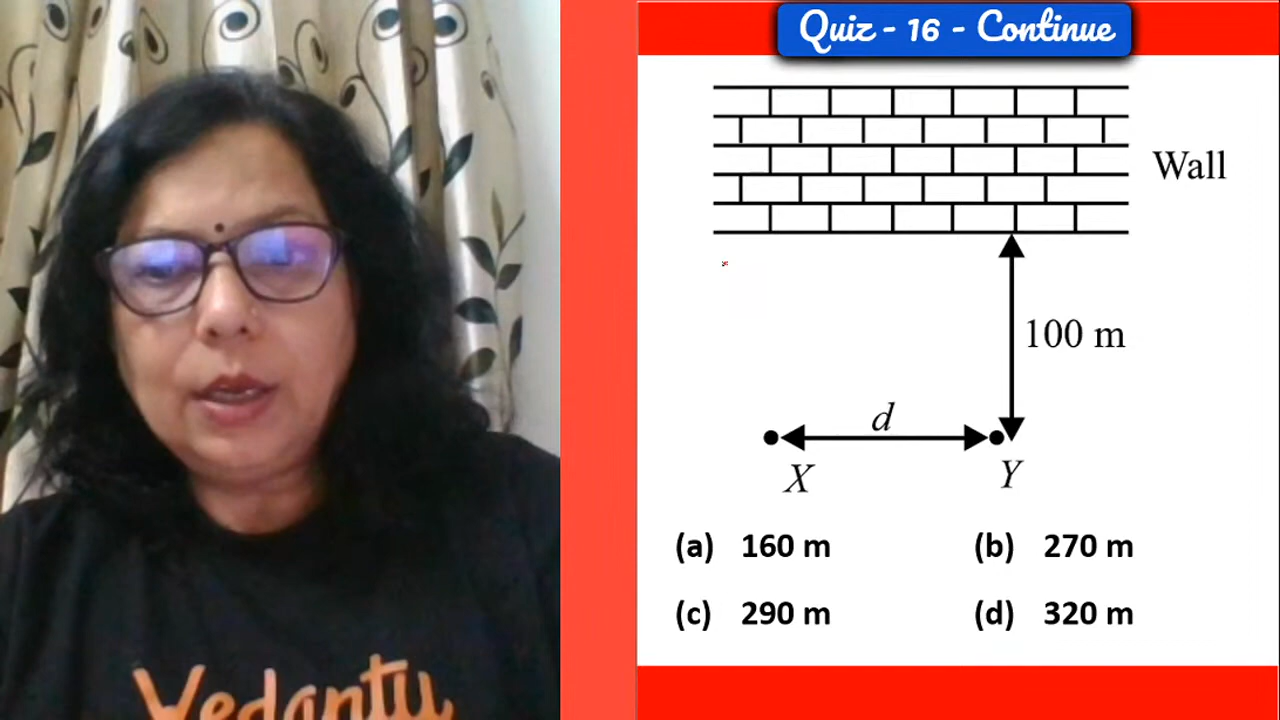 Quiz - 16 - Continue
Wall
100 m
d
X
Y
(a) 160 m (b) 270 m
(c) 290 m (d) 320 m
Vedantu